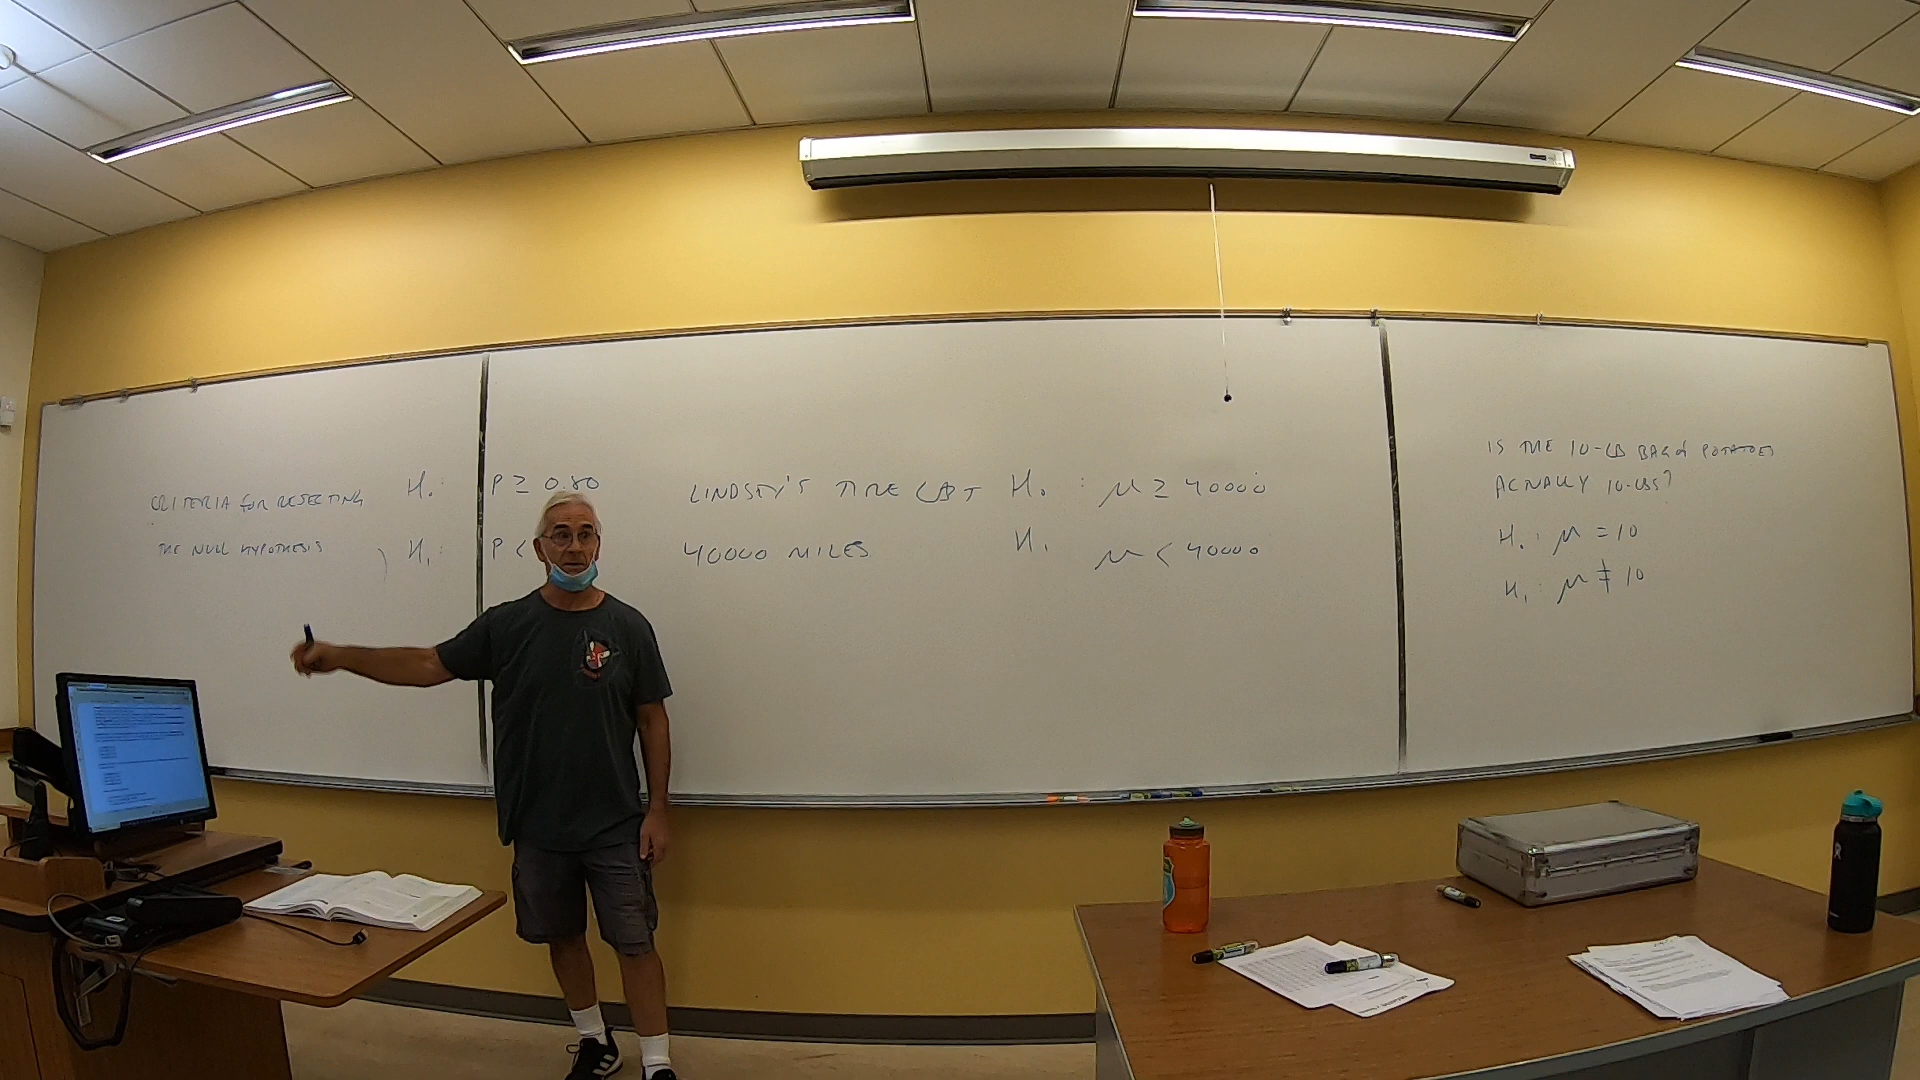 CRITERIA FOR REJECTING
THE NULL HYPOTHESIS
H₀: P ≥ 0.80
H₁: P <
LINDSEY'S TIRE LAST
40000 MILES
H₀: μ ≥ 40000
H₁ μ < 40000
IS THE 10-LB BAG OF POTATOES
ACTUALLY 10-LBS?
H₀: μ = 10
H₁: μ ≠ 10